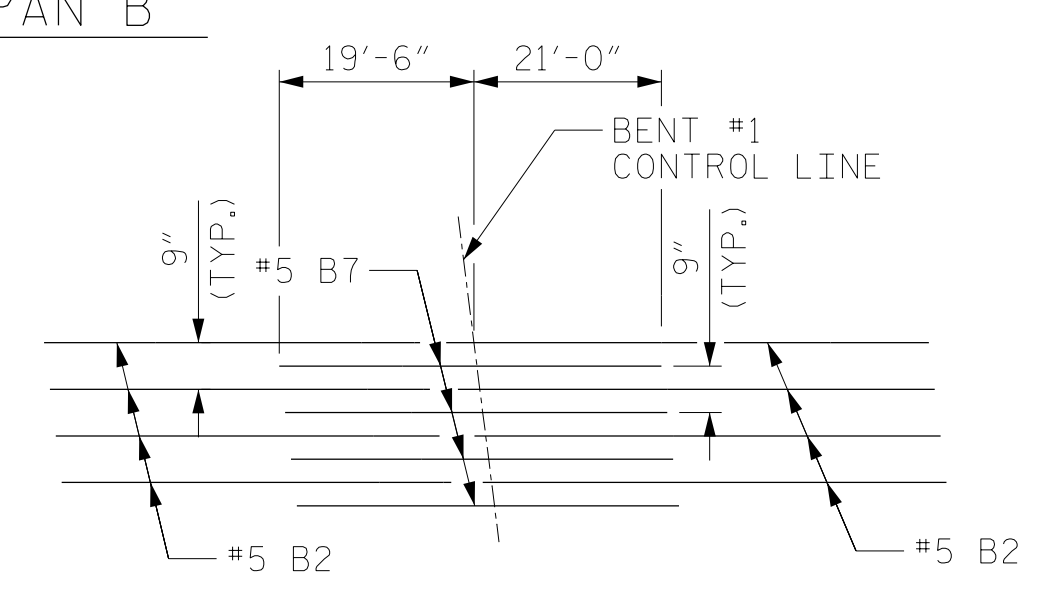 PAN B
19'-6"
21'-0"
BENT #1
CONTROL LINE
9"
(TYP.)
#5 B7
9"
(TYP.)
#5 B2
#5 B2